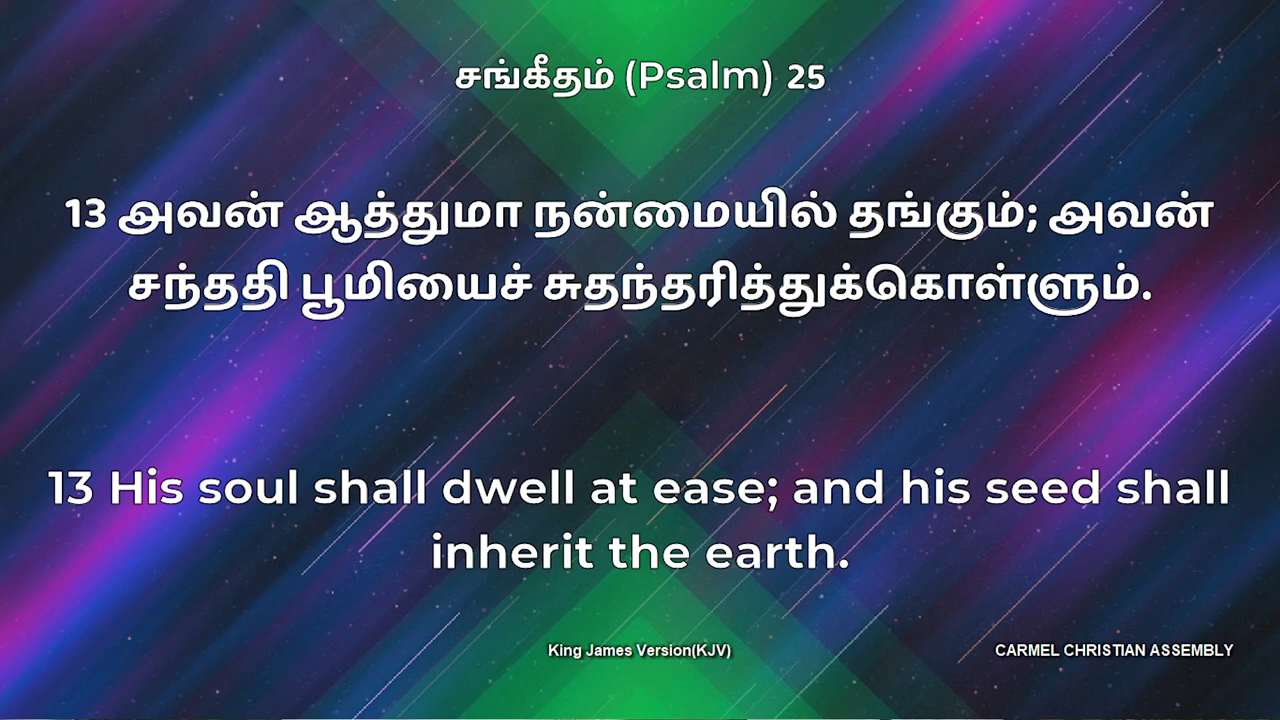 சங்கீதம் (Psalm) 25
13 அவன் ஆத்துமா நன்மையில் தங்கும்; அவன்
சந்ததி பூமியைச் சுதந்தரித்துக்கொள்ளும்.
13 His soul shall dwell at ease; and his seed shall
inherit the earth.
King James Version(KJV)
CARMEL CHRISTIAN ASSEMBLY